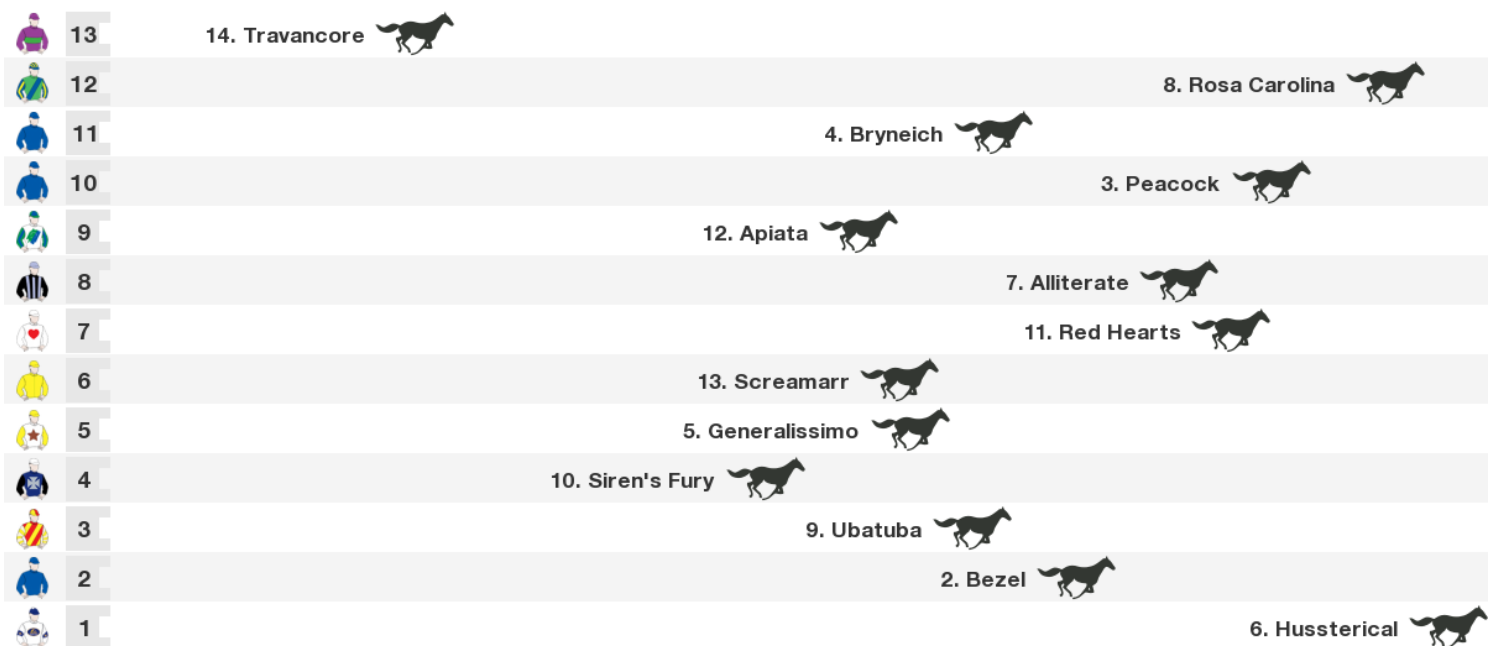 13 14. Travancore
12 8. Rosa Carolina
11 4. Bryneich
10 3. Peacock
9 12. Apiata
8 7. Alliterate
7 11. Red Hearts
6 13. Screamarr
5 5. Generalissimo
4 10. Siren's Fury
3 9. Ubatuba
2 2. Bezel
1 6. Hussterical